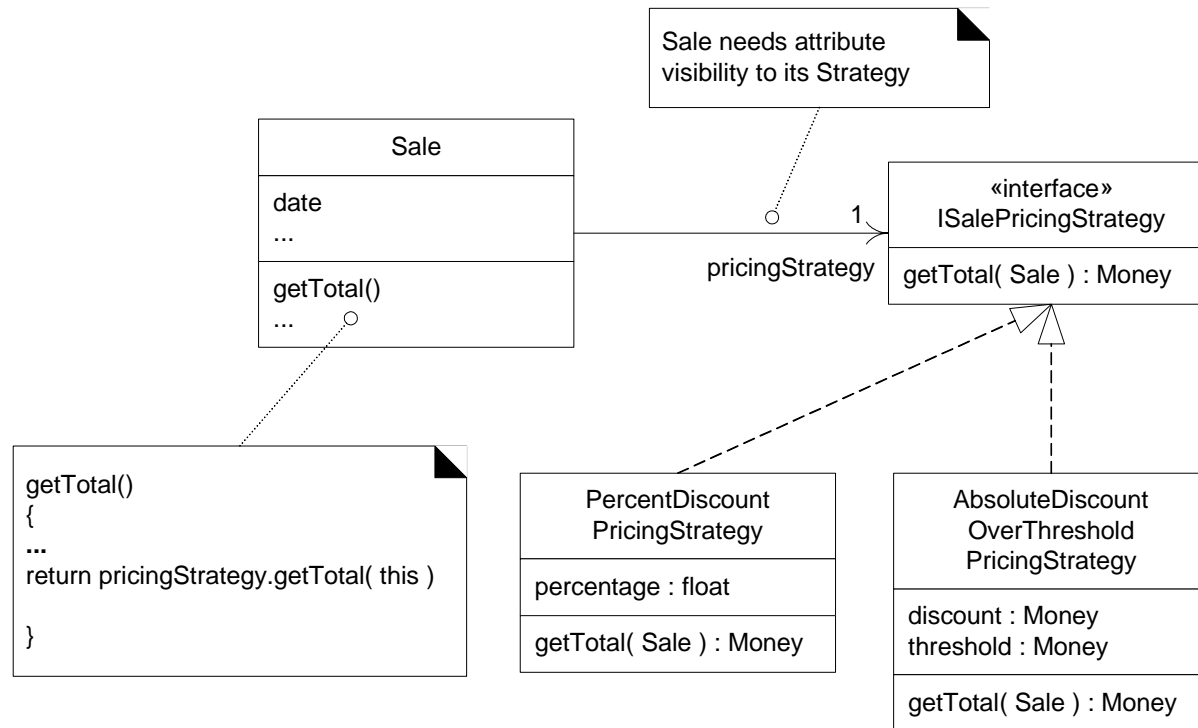 Sale needs attribute
visibility to its Strategy
Sale
date
...
getTotal()
...
1
pricingStrategy
«interface»
ISalePricingStrategy
getTotal( Sale ) : Money
getTotal()
{
...
return pricingStrategy.getTotal( this )
}
PercentDiscount
PricingStrategy
percentage : float
getTotal( Sale ) : Money
AbsoluteDiscount
OverThreshold
PricingStrategy
discount : Money
threshold : Money
getTotal( Sale ) : Money